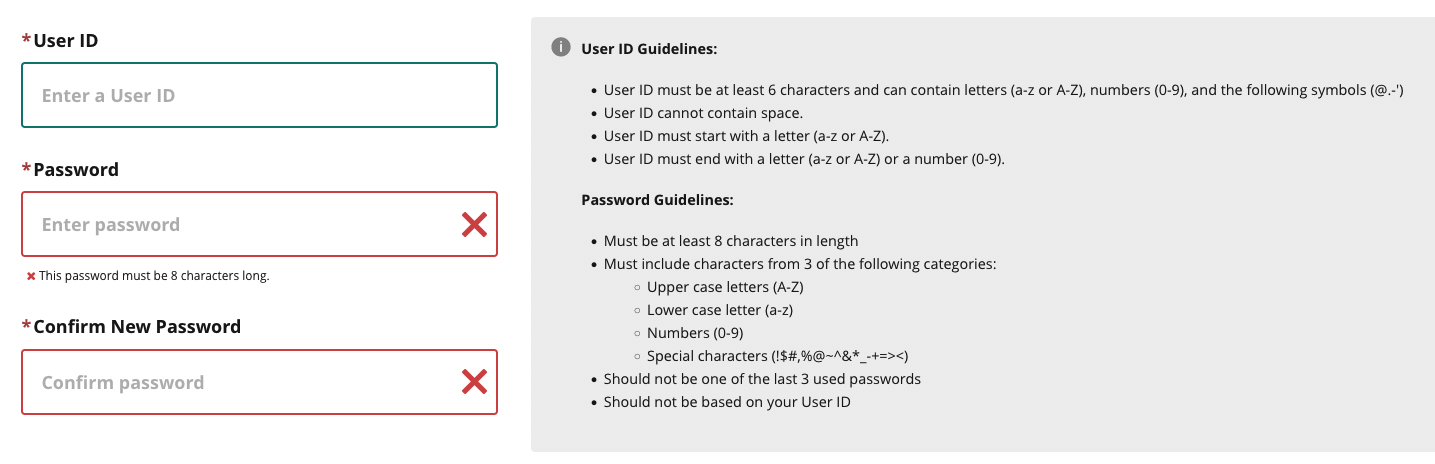 *User ID
Enter a User ID
*Password
Enter password
This password must be 8 characters long.
*Confirm New Password
Confirm password
User ID Guidelines:
• User ID must be at least 6 characters and can contain letters (a-z or A-Z), numbers (0-9), and the following symbols (@.-')
• User ID cannot contain space.
• User ID must start with a letter (a-z or A-Z).
• User ID must end with a letter (a-z or A-Z) or a number (0-9).
Password Guidelines:
• Must be at least 8 characters in length
• Must include characters from 3 of the following categories:
○ Upper case letters (A-Z)
○ Lower case letter (a-z)
○ Numbers (0-9)
○ Special characters (!$#,%@~^&*_-+=><)
• Should not be one of the last 3 used passwords
• Should not be based on your User ID